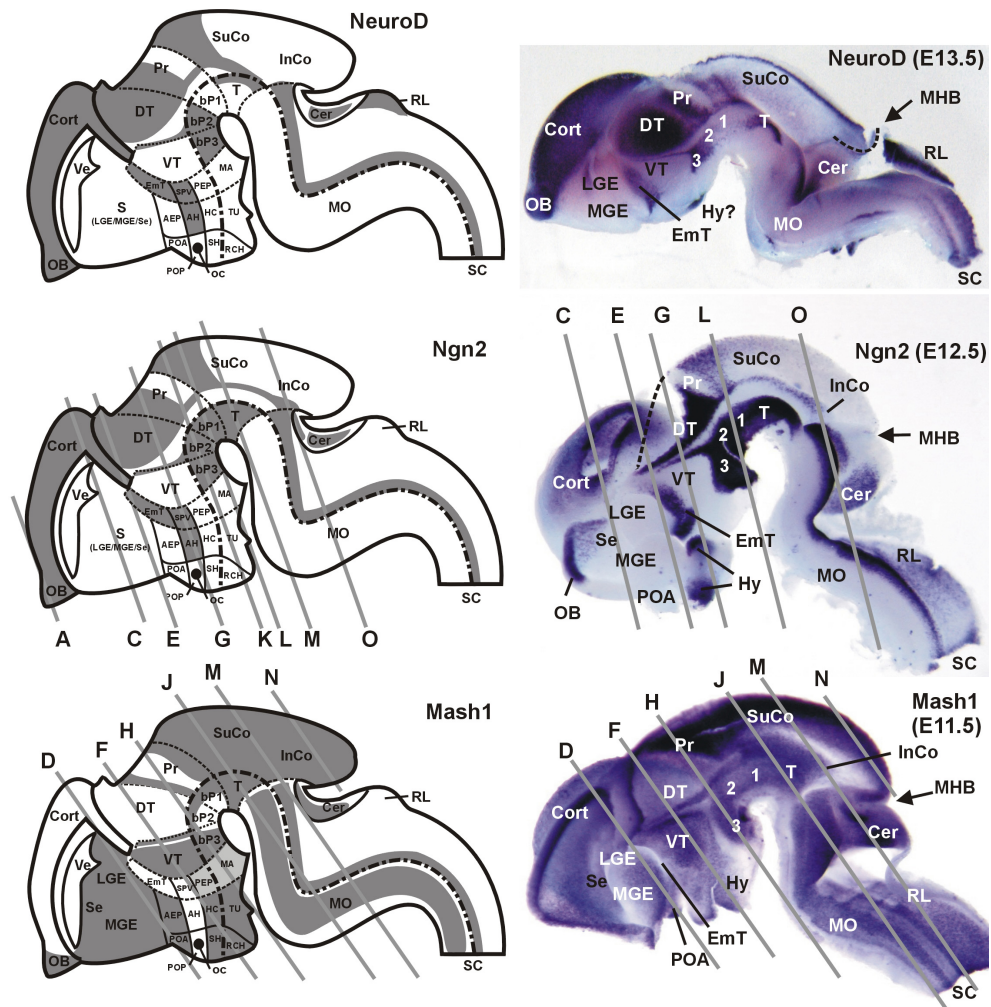 NeuroD
SuCo
InCo
Pr
T
RL
bP1
Cort
DT
bP2
Cer
bP3
Ve
VT
MA
EmT
SPV
PEP
S
(LGE/MGE/Se)
AEP
AH
HC
TU
MO
POA
SH
RCH
OB
POP
OC
SC
NeuroD (E13.5)
SuCo
MHB
Pr
Cort
DT
1
T
2
RL
VT
3
Cer
LGE
OB
MGE
Hy?
MO
EmT
SC
Ngn2
SuCo
InCo
Pr
T
RL
bP1
Cort
DT
bP2
Cer
bP3
Ve
VT
MA
EmT
SPV
PEP
S
(LGE/MGE/Se)
AEP
AH
HC
TU
MO
POA
SH
RCH
OB
POP
OC
SC
A
C
E
G
K
L
M
O
C
E
G
L
O
Ngn2 (E12.5)
SuCo
InCo
Pr
1
T
DT
2
MHB
3
Cort
VT
Cer
LGE
EmT
Se
RL
MGE
Hy
MO
OB
POA
SC
J
M
N
Mash1
H
SuCo
F
InCo
D
Pr
T
RL
bP1
Cort
DT
bP2
Cer
bP3
Ve
VT
MA
LGE
EmT
SPV
PEP
Se
AEP
AH
HC
TU
MO
MGE
POA
SH
RCH
OB
POP
OC
SC
M
N
J
Mash1
(E11.5)
H
SuCo
F
D
Pr
InCo
1
T
2
DT
MHB
Cort
3
Cer
VT
LGE
Se
Hy
RL
MGE
MO
EmT
POA
SC